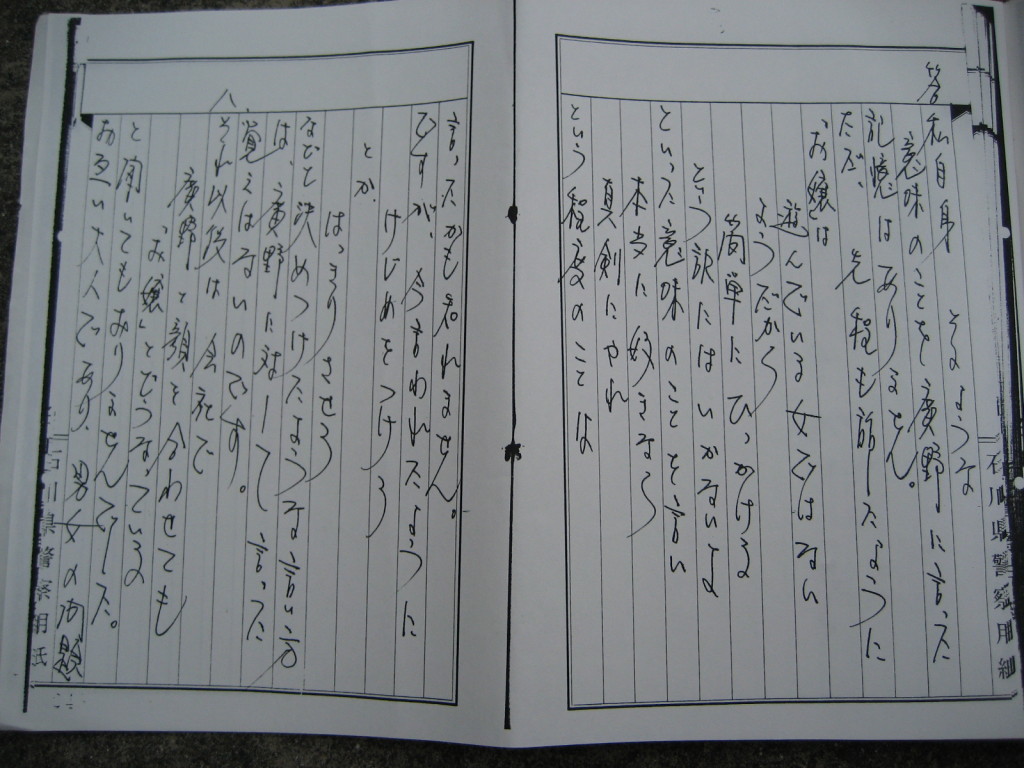 答
私自身 そのような
意味のことを廣野に言った
記憶はありません。
ただ、先程も話したように
お嬢は
遊んでいる女ではない
ようだから
簡単にひっかける
という訳にはいかないよ
といった意味のことを言い
本当に好きなら
真剣にやれ
という程度のことは
石川県警察用紙
言ったかも知れません。
ですが、今言われたように
けじめをつけろ
とか
はっきりさせろ
などと決めつけたような言い方
は、廣野に対して言った
覚えはないのです。
八、それ以後は会社で
廣野と顔を合わせても
「お嬢」とどうなっているの
と聞いてもおりませんでした。
お互い大人であり、男女の問題
石川県警察用紙